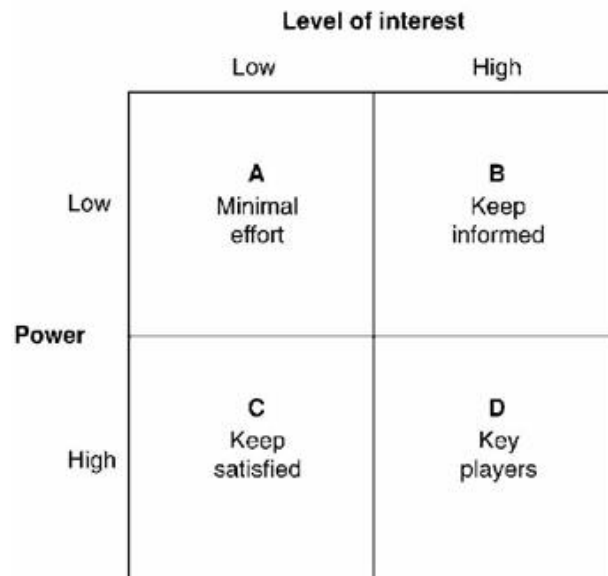 Level of interest
Low High
A
Minimal
effort
B
Keep
informed
Low
Power
C
Keep
satisfied
D
Key
players
High